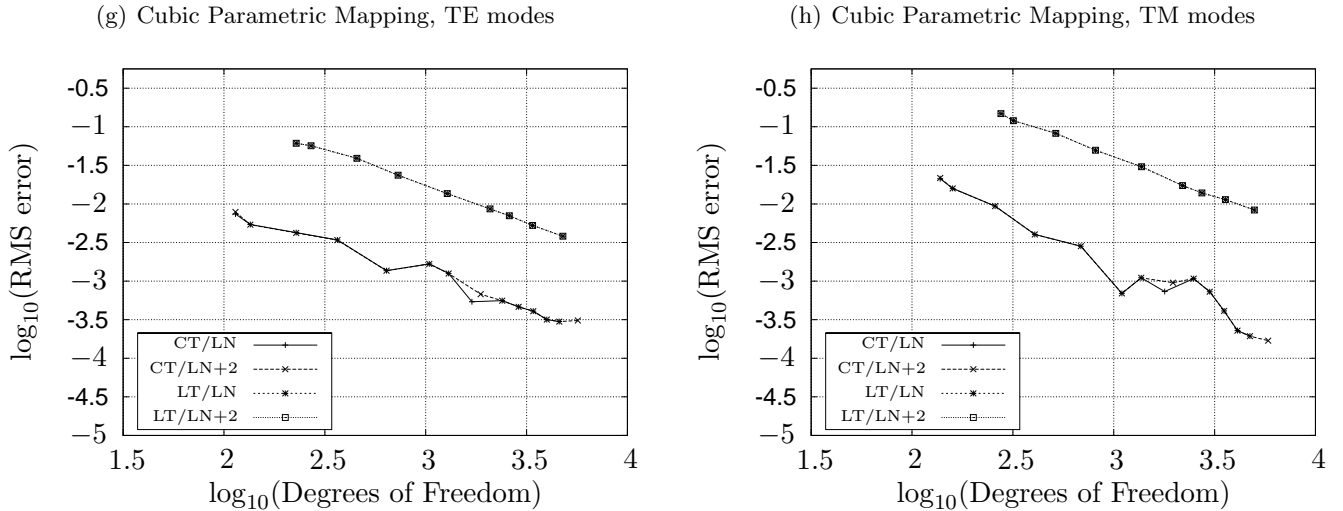 (g) Cubic Parametric Mapping, TE modes
-0.5
−1
-1.5
−2
-2.5
−3
-3.5
−4
-4.5
−5
log10(RMS error)
CT/LN
CT/LN+2
LT/LN
LT/LN+2
1.5 2 2.5 3 3.5 4
log10(Degrees of Freedom)
(h) Cubic Parametric Mapping, TM modes
-0.5
−1
-1.5
−2
-2.5
−3
-3.5
−4
-4.5
−5
log10(RMS error)
CT/LN
CT/LN+2
LT/LN
LT/LN+2
1.5 2 2.5 3 3.5 4
log10(Degrees of Freedom)